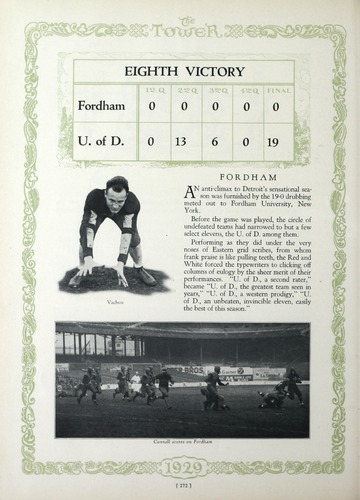 The
TOWER
EIGHTH VICTORY
1st Q 2nd Q 3rd Q 4th Q FINAL
Fordham 0 0 0 0 0
U. of D. 0 13 6 0 19
FORDHAM
AN anti-climax to Detroit's sensational sea-
son was furnished by the 19-0 drubbing
meted out to Fordham University, New
York.
Before the game was played, the circle of
undefeated teams had narrowed to but a few
select elevens, the U. of D. among them.
Performing as they did under the very
noses of Eastern grid scribes, from whom
frank praise is like pulling teeth, the Red and
White forced the typewriters to clicking off
columns of eulogy by the sheer merit of their
performances. "U. of D., a second rater,"
became "U. of D., the greatest team seen in
years," "U. of D., a western prodigy," "U.
of D., an unbeaten, invincible eleven, easily
the best of this season."
Vachow
Connell scores on Fordham
1929
[ 272 ]